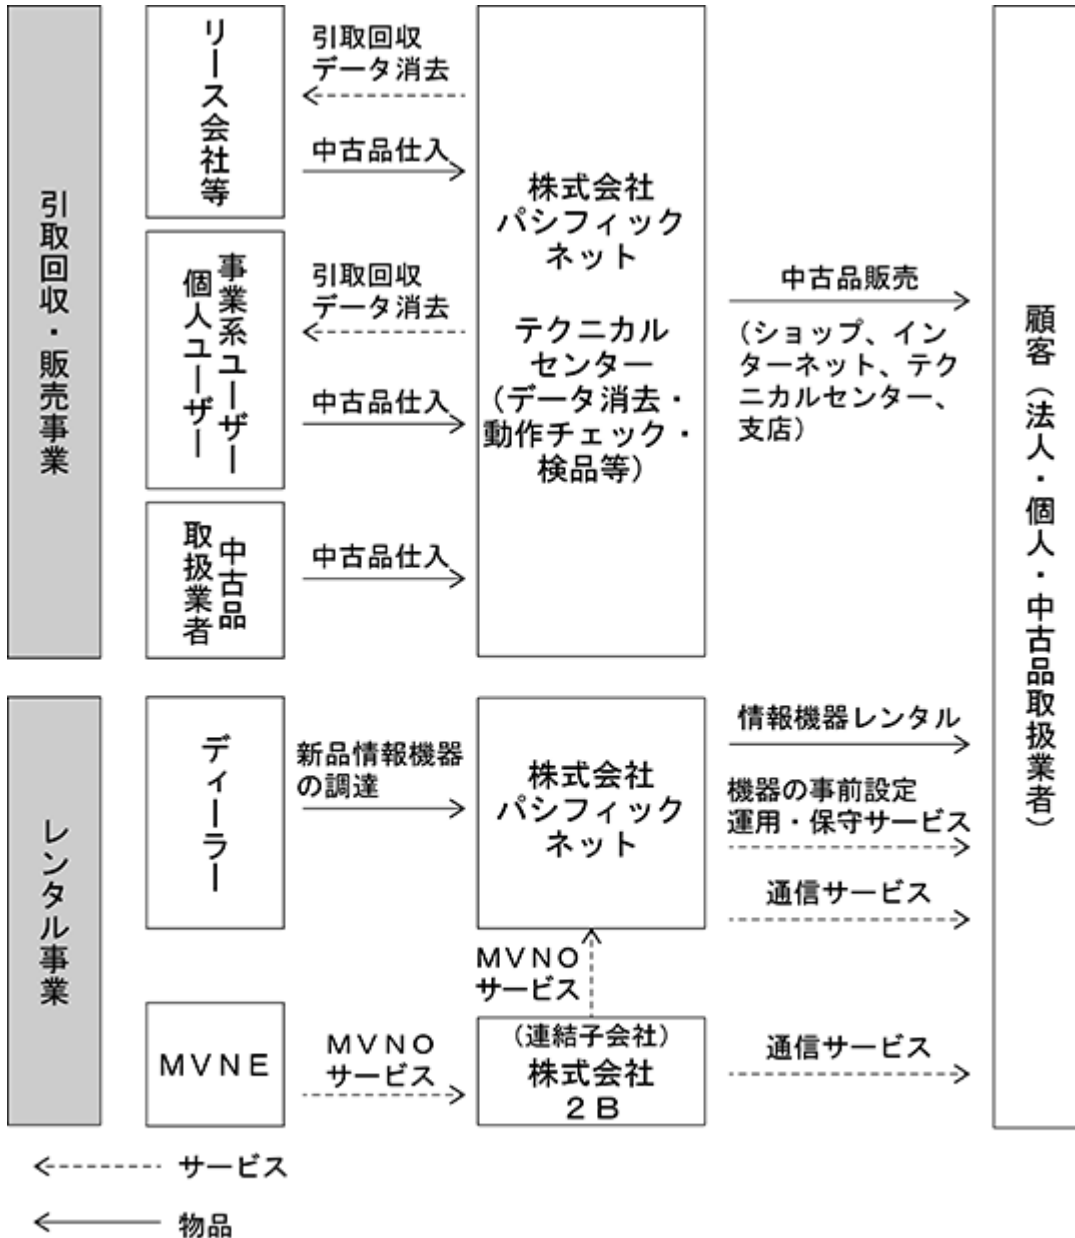 引取回収・販売事業
リース会社等
引取回収
データ消去
中古品仕入
事業系ユーザー
個人ユーザー
引取回収
データ消去
中古品仕入
中古品
取扱業者
中古品仕入
株式会社
パシフィック
ネット
テクニカル
センター
（データ消去・
動作チェック・
検品等）
中古品販売
（ショップ、イン
ターネット、テク
ニカルセンター、
支店）
顧客（法人・個人・中古品取扱業者）
レンタル事業
ディーラー
新品情報機器
の調達
株式会社
パシフィック
ネット
情報機器レンタル
機器の事前設定
運用・保守サービス
通信サービス
ＭＶＮＯ
サービス
ＭＶＮＥ
ＭＶＮＯ
サービス
（連結子会社）
株式会社
２Ｂ
通信サービス
サービス
物品